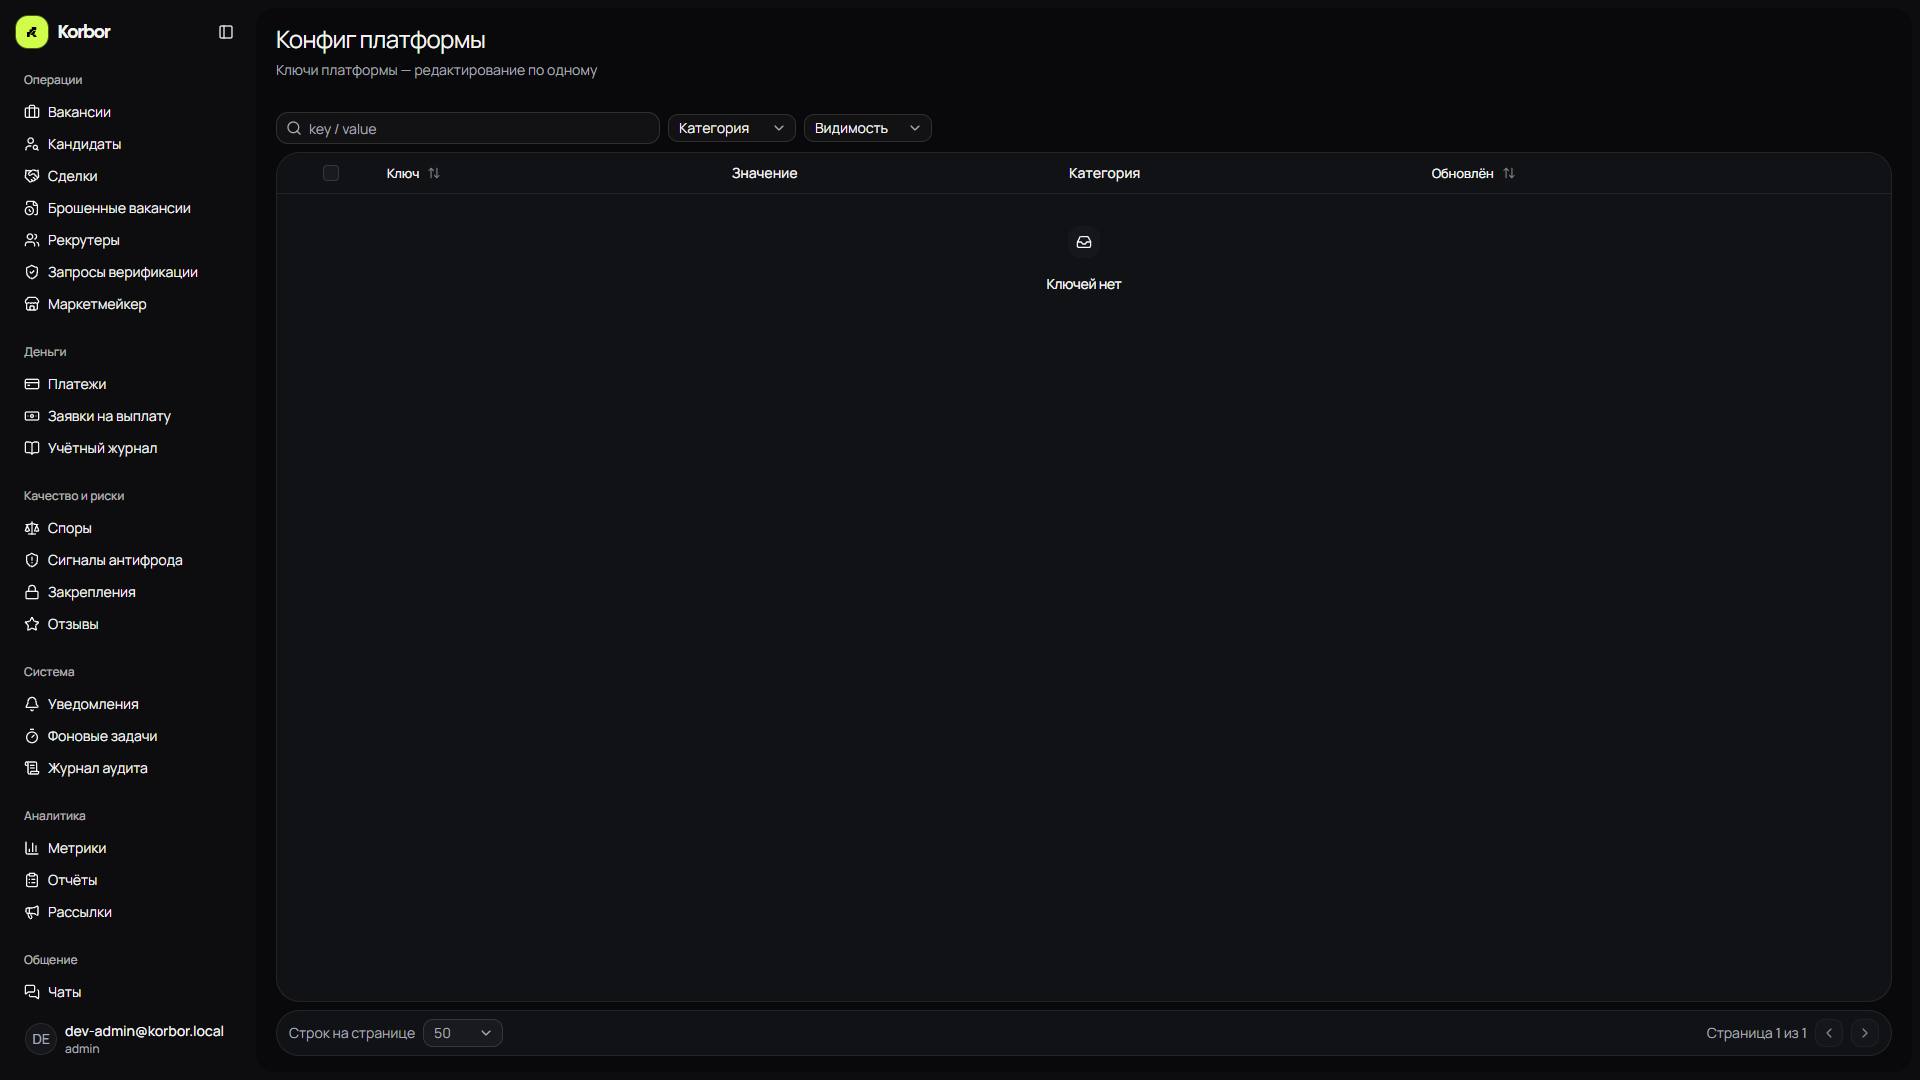 Korbor
Операции
Вакансии
Кандидаты
Сделки
Брошенные вакансии
Рекрутеры
Запросы верификации
Маркетмейкер
Деньги
Платежи
Заявки на выплату
Учётный журнал
Качество и риски
Споры
Сигналы антифрода
Закрепления
Отзывы
Система
Уведомления
Фоновые задачи
Журнал аудита
Аналитика
Метрики
Отчёты
Рассылки
Общение
Чаты
DE
dev-admin@korbor.local
admin
Конфиг платформы
Ключи платформы — редактирование по одному
key / value
Категория
Видимость
Ключ
Значение
Категория
Обновлён
Ключей нет
Строк на странице
50
Страница 1 из 1